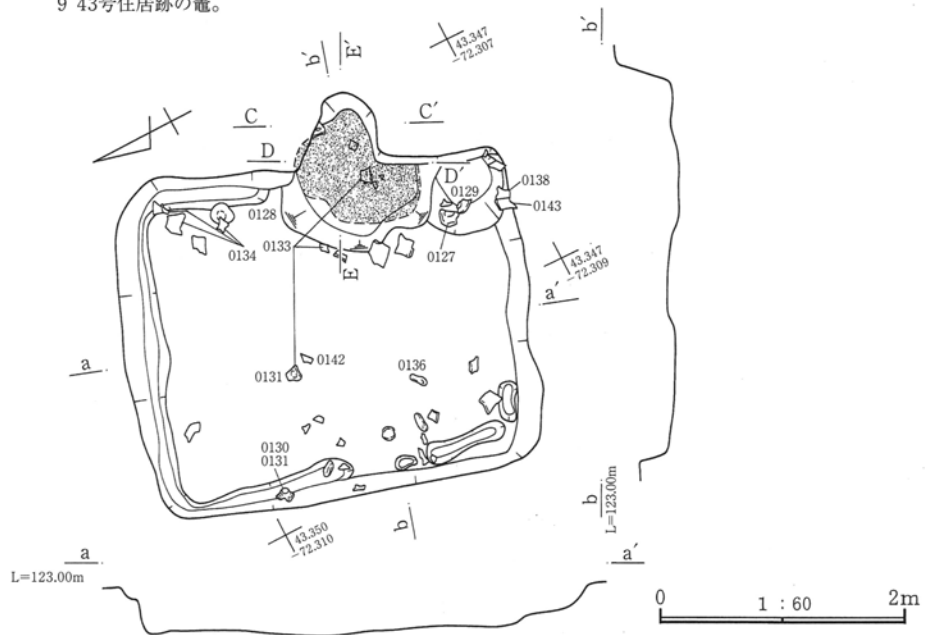 9 43号住居跡の竈。
b′
b′
E′
43.347
-72.307
C
C′
D
D′
0129
0138
0143
0128
0134
0133
E
0127
43.347
-72.309
a′
a
0142
0131
0136
0130
0131
b
b
L=123.00m
43.350
-72.310
a
a′
L=123.00m
0
1 : 60
2m